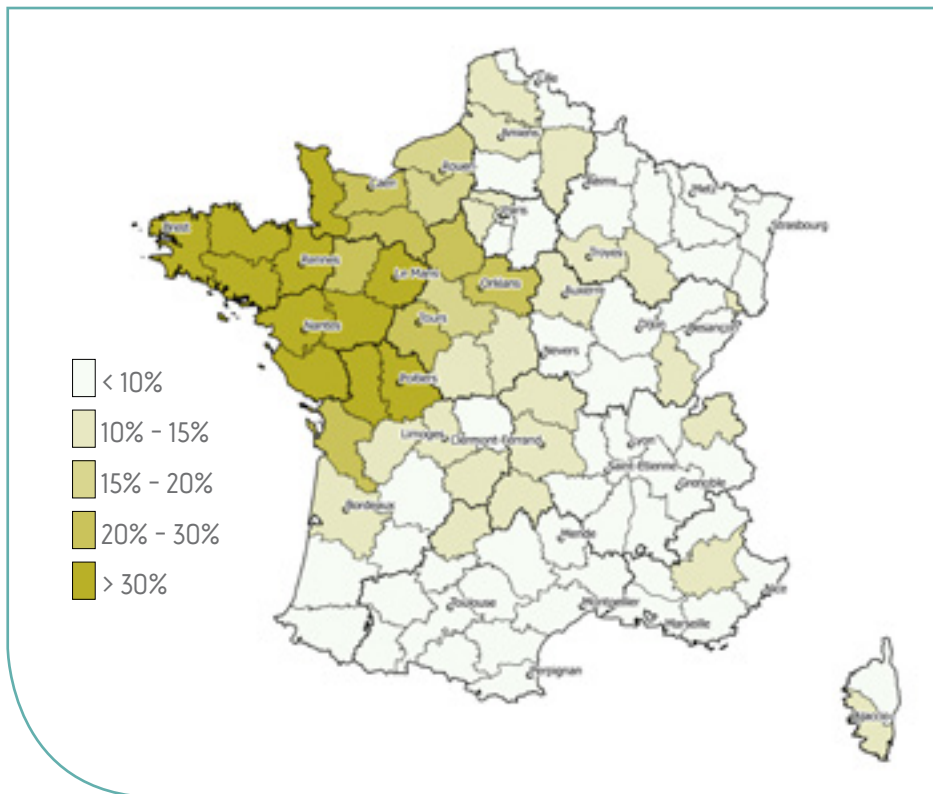 Lille
Amiens
Rouen
Caen
Reims
Metz
Paris
Strasbourg
Brest
Rennes
Le Mans
Troyes
Orléans
Auxerre
Nantes
Tours
Dijon
Besançon
Nevers
< 10%
Poitiers
10% - 15%
Limoges
Clermont-Ferrand
Lyon
Saint-Etienne
15% - 20%
Grenoble
Bordeaux
20% - 30%
Mende
> 30%
Nice
Toulouse
Montpellier
Marseille
Perpignan
Ajaccio